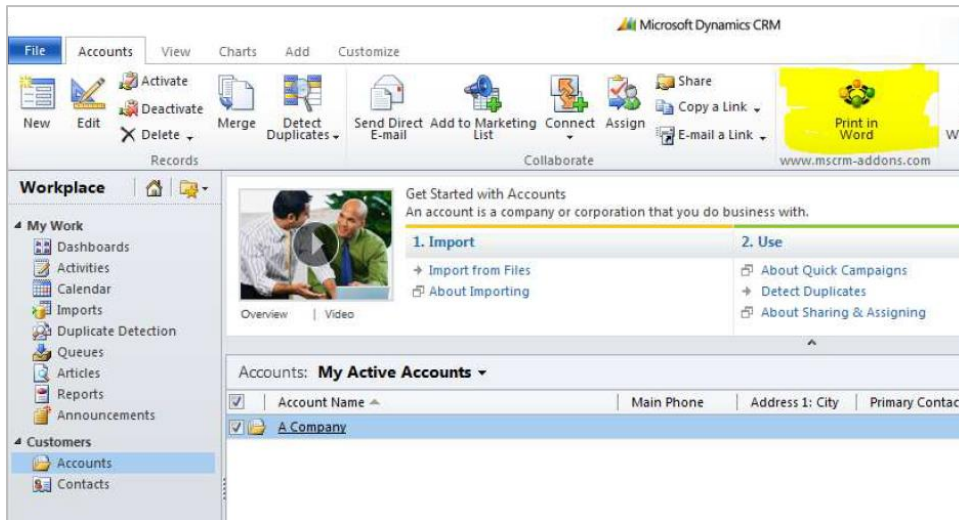 Microsoft Dynamics CRM
File Accounts View Charts Add Customize
New
Edit
Activate
Deactivate
Delete
Merge
Detect
Duplicates
Send Direct
E-mail
Add to Marketing
List
Connect
Assign
Share
Copy a Link
E-mail a Link
Print in
Word
W
Records
Collaborate
www.mscrm-addons.com
Workplace
My Work
Dashboards
Activities
Calendar
Imports
Duplicate Detection
Queues
Articles
Reports
Announcements
Customers
Accounts
Contacts
Get Started with Accounts
An account is a company or corporation that you do business with.
1. Import
Import from Files
About Importing
2. Use
About Quick Campaigns
Detect Duplicates
About Sharing & Assigning
Overview | Video
Accounts: My Active Accounts
Account Name Main Phone Address 1: City Primary Contac
A Company